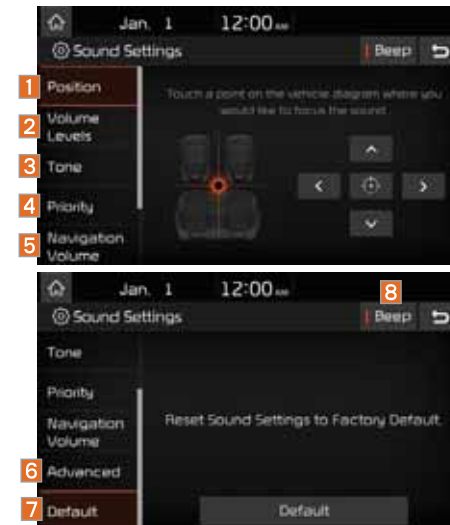 Jan. 1 12:00 AM
Sound Settings Beep
1 Position
Touch a point on the vehicle diagram where you
would like to focus the sound.
2 Volume
Levels
3 Tone
4 Priority
5 Navigation
Volume
Jan. 1 12:00 AM
8
Sound Settings Beep
Tone
Priority
Navigation
Volume
Reset Sound Settings to Factory Default.
6 Advanced
7 Default
Default